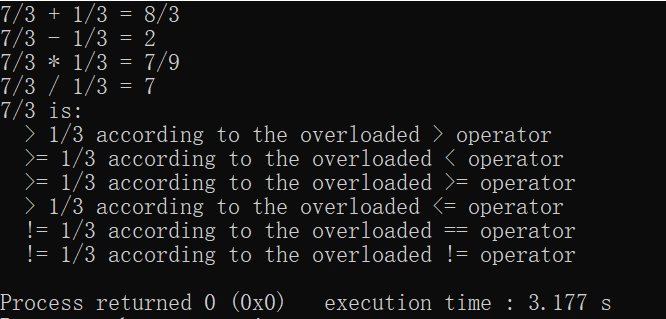 7/3 + 1/3 = 8/3
7/3 - 1/3 = 2
7/3 * 1/3 = 7/9
7/3 / 1/3 = 7
7/3 is:
  > 1/3 according to the overloaded > operator
  >= 1/3 according to the overloaded < operator
  >= 1/3 according to the overloaded >= operator
  > 1/3 according to the overloaded <= operator
  != 1/3 according to the overloaded == operator
  != 1/3 according to the overloaded != operator

Process returned 0 (0x0)   execution time : 3.177 s